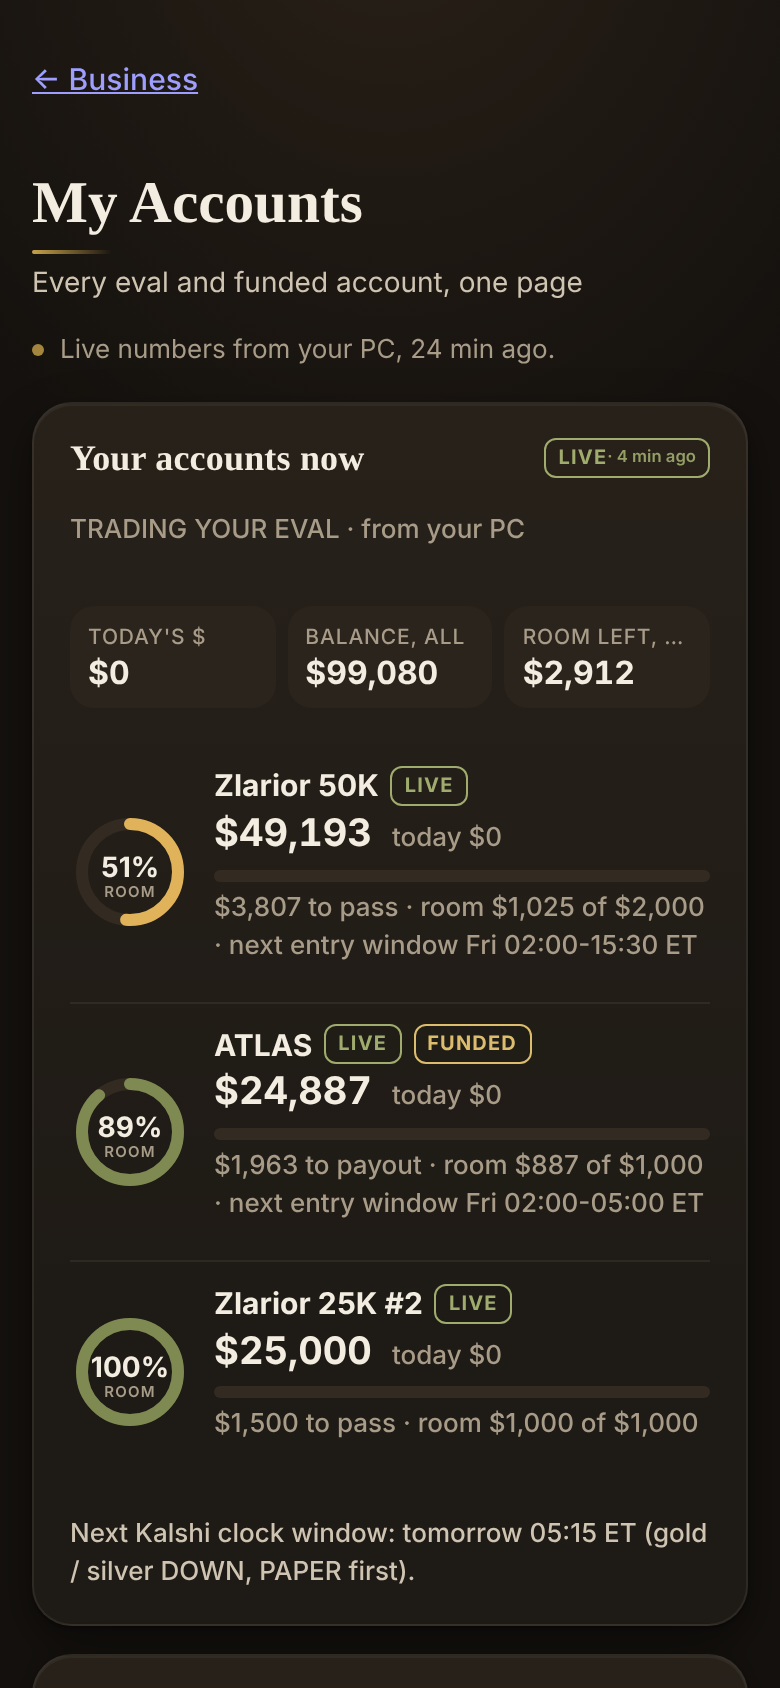 ← Business
My Accounts
Every eval and funded account, one page
Live numbers from your PC, 24 min ago.
Your accounts now
LIVE · 4 min ago
TRADING YOUR EVAL · from your PC
TODAY'S $
$0
BALANCE, ALL
$99,080
ROOM LEFT, ...
$2,912
51%
ROOM
Zlarior 50K LIVE
$49,193 today $0
$3,807 to pass · room $1,025 of $2,000
· next entry window Fri 02:00-15:30 ET
89%
ROOM
ATLAS LIVE FUNDED
$24,887 today $0
$1,963 to payout · room $887 of $1,000
· next entry window Fri 02:00-05:00 ET
100%
ROOM
Zlarior 25K #2 LIVE
$25,000 today $0
$1,500 to pass · room $1,000 of $1,000
Next Kalshi clock window: tomorrow 05:15 ET (gold
/ silver DOWN, PAPER first).